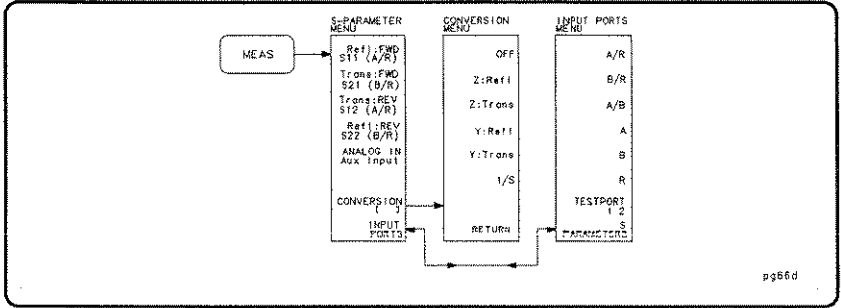 MEAS
S-PARAMETER
MENU
Refl:FWD
S11 (A/R)
Trans:FWD
S21 (B/R)
Trans:REV
S12 (A/R)
Refl:REV
S22 (B/R)
ANALOG IN
Aux Input
CONVERSION
[ ]
INPUT
PORTS
CONVERSION
MENU
OFF
Z:Refl
Z:Trans
Y:Refl
Y:Trans
1/S
RETURN
INPUT PORTS
MENU
A/R
B/R
A/B
A
B
R
TESTPORT
1 2
S
PARAMETERS
pg66d